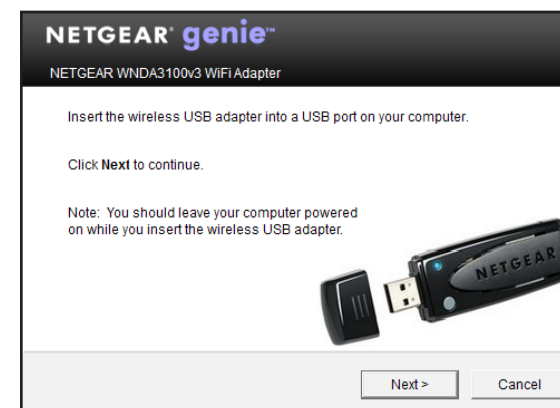 NETGEAR® genie™
NETGEAR WNDA3100v3 WiFi Adapter
Insert the wireless USB adapter into a USB port on your computer.
Click Next to continue.
Note: You should leave your computer powered
on while you insert the wireless USB adapter.
NETGEAR
Next >
Cancel